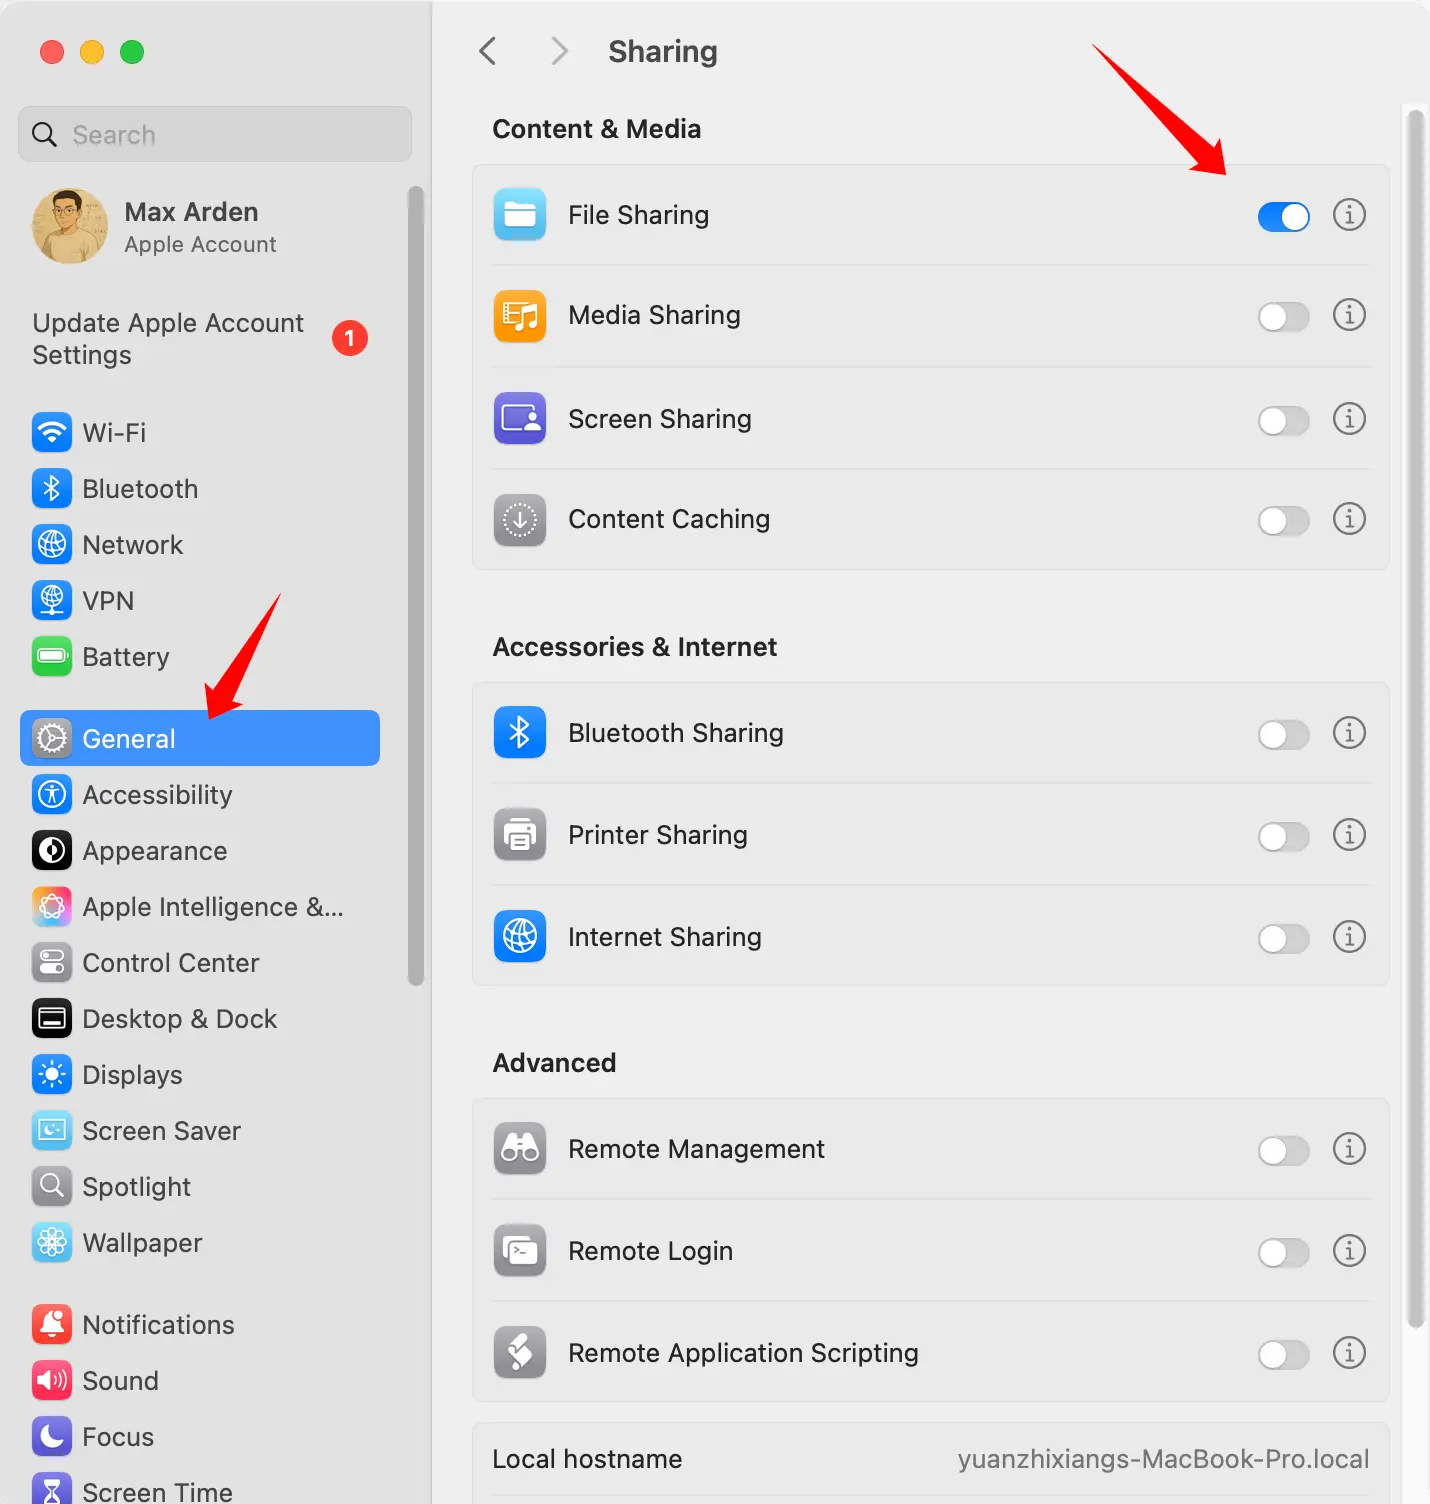 Sharing
Search
Max Arden
Apple Account
Update Apple Account
Settings
1
Wi-Fi
Bluetooth
Network
VPN
Battery
General
Accessibility
Appearance
Apple Intelligence &...
Control Center
Desktop & Dock
Displays
Screen Saver
Spotlight
Wallpaper
Notifications
Sound
Focus
Screen Time
Content & Media
File Sharing
Media Sharing
Screen Sharing
Content Caching
Accessories & Internet
Bluetooth Sharing
Printer Sharing
Internet Sharing
Advanced
Remote Management
Remote Login
Remote Application Scripting
Local hostname yuanzhixiangs-MacBook-Pro.local